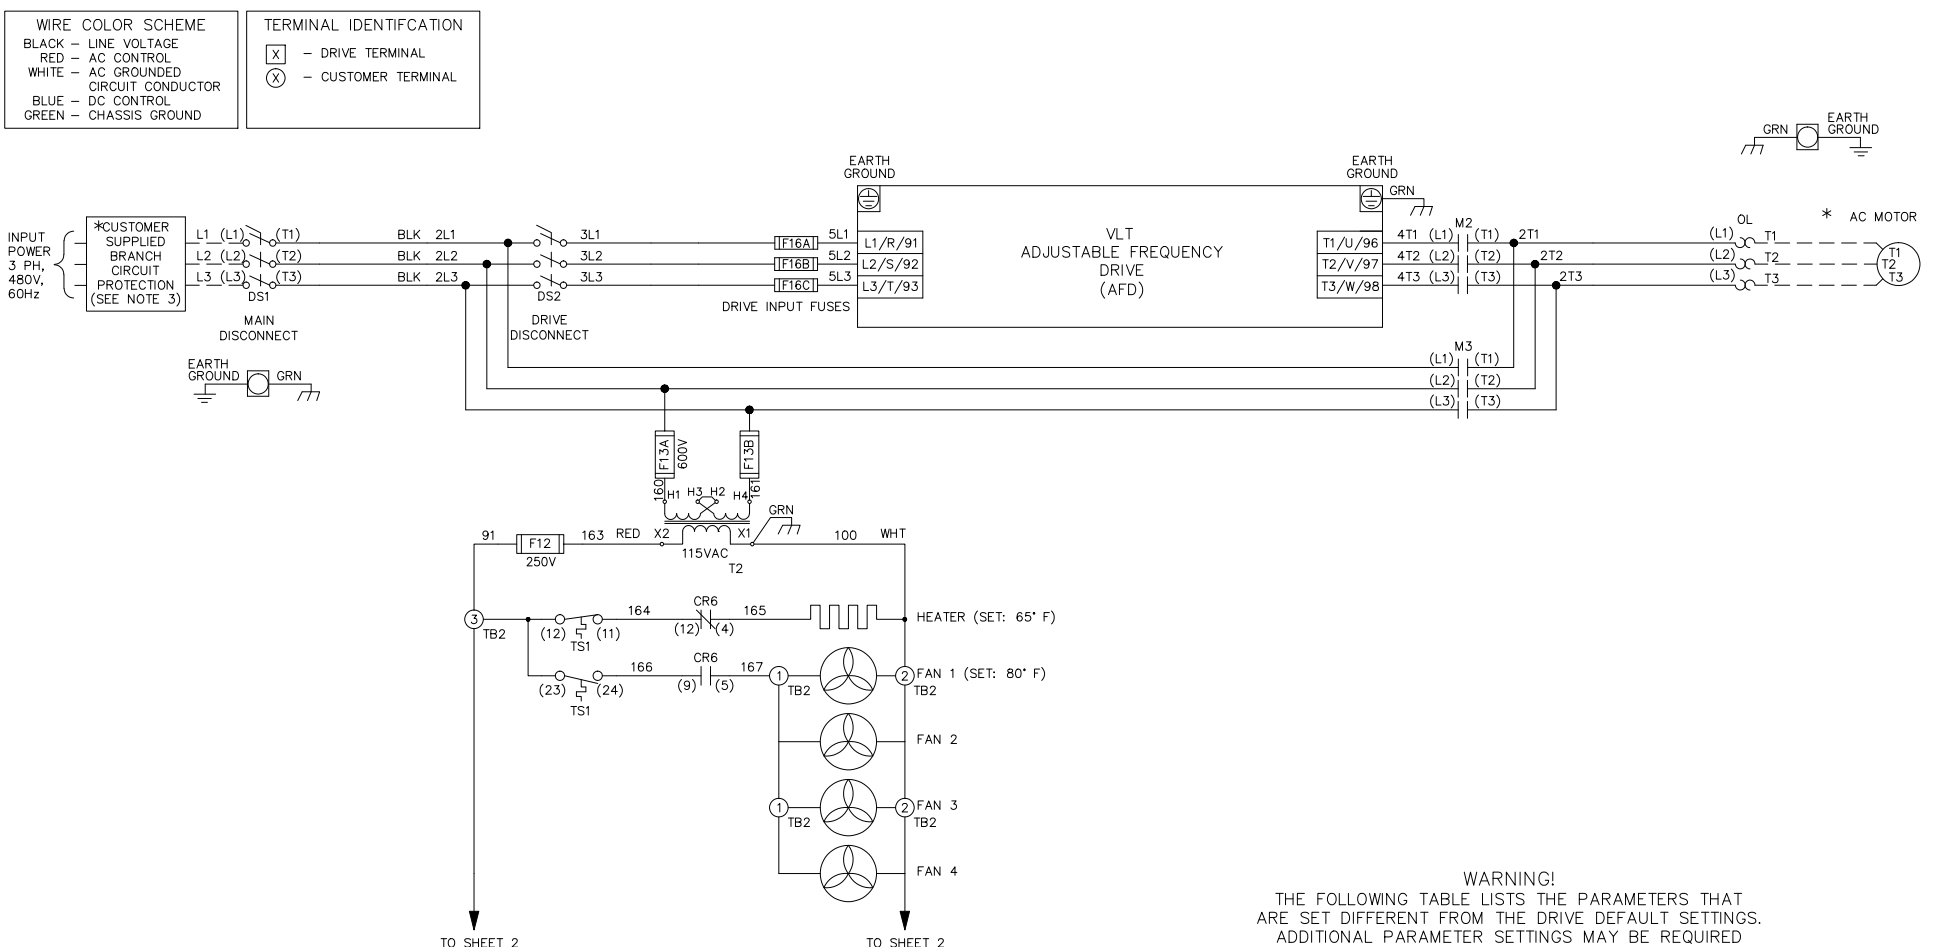 WIRE COLOR SCHEME
BLACK – LINE VOLTAGE
RED – AC CONTROL
WHITE – AC GROUNDED
CIRCUIT CONDUCTOR
BLUE – DC CONTROL
GREEN – CHASSIS GROUND
TERMINAL IDENTIFCATION
X – DRIVE TERMINAL
X – CUSTOMER TERMINAL
GRN
EARTH
GROUND
INPUT
POWER
3 PH,
480V,
60Hz
*CUSTOMER
SUPPLIED
BRANCH
CIRCUIT
PROTECTION
(SEE NOTE 3)
L1 (L1) (T1) BLK 2L1 3L1 F16A 5L1 L1/R/91
L2 (L2) (T2) BLK 2L2 3L2 F16B 5L2 L2/S/92
L3 (L3) (T3) BLK 2L3 3L3 F16C 5L3 L3/T/93
DS1
MAIN
DISCONNECT
DS2
DRIVE
DISCONNECT
DRIVE INPUT FUSES
EARTH
GROUND
VLT
ADJUSTABLE FREQUENCY
DRIVE
(AFD)
EARTH
GROUND
GRN
M2
T1/U/96 4T1 (L1) (T1) 2T1
T2/V/97 4T2 (L2) (T2) 2T2
T3/W/98 4T3 (L3) (T3) 2T3
OL
(L1) T1
(L2) T2
(L3) T3
* AC MOTOR
T1
T2
T3
EARTH
GROUND
GRN
M3
(L1) (T1)
(L2) (T2)
(L3) (T3)
F13A
600V
F13B
160
H1 H3 H2 H4
161
GRN
91 F12 163 RED X2 X1 100 WHT
250V
115VAC
T2
3
TB2
(12) (11)
TS1
164
CR6
(12) (4)
165
HEATER (SET: 65° F)
(23) (24)
TS1
166
CR6
(9) (5)
167
1
TB2
2
TB2
FAN 1 (SET: 80° F)
FAN 2
1
TB2
2
TB2
FAN 3
FAN 4
TO SHEET 2
TO SHEET 2
WARNING!
THE FOLLOWING TABLE LISTS THE PARAMETERS THAT
ARE SET DIFFERENT FROM THE DRIVE DEFAULT SETTINGS.
ADDITIONAL PARAMETER SETTINGS MAY BE REQUIRED